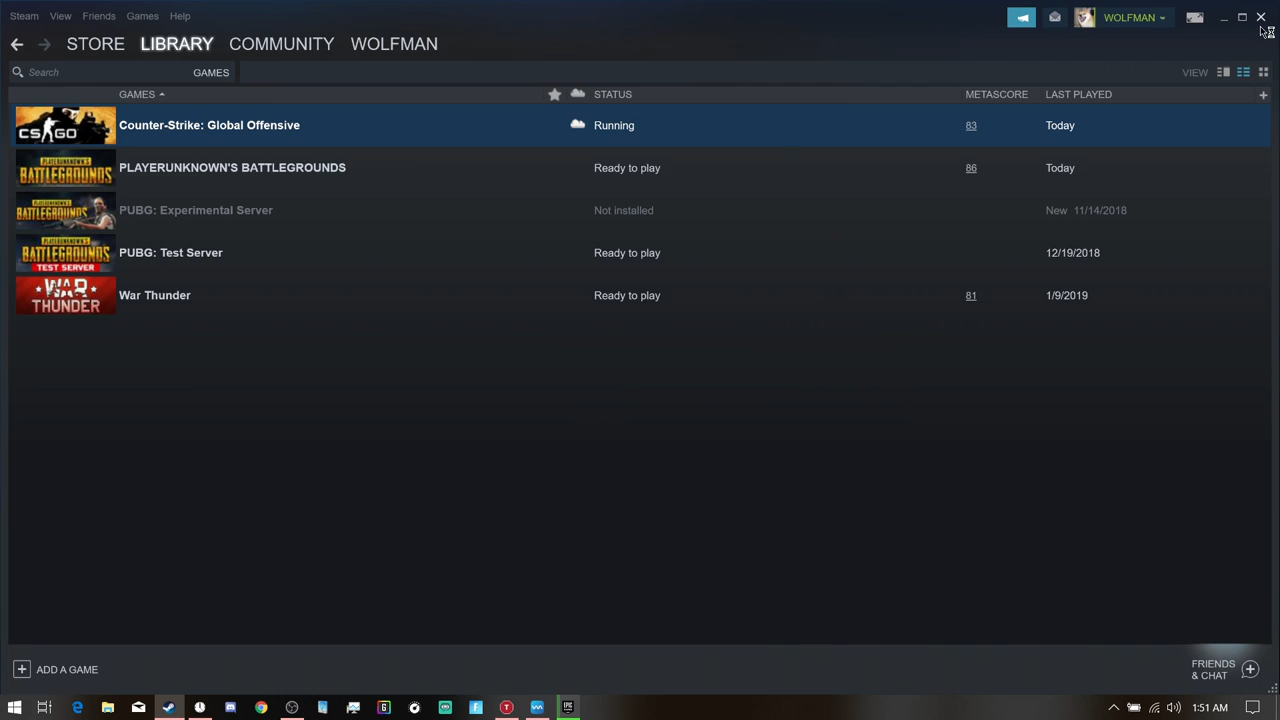 Steam View Friends Games Help
WOLFMAN
STORE LIBRARY COMMUNITY WOLFMAN
Search GAMES
VIEW
GAMES STATUS METASCORE LAST PLAYED
CS GO
Counter-Strike: Global Offensive Running 83 Today
PLAYERUNKNOWN'S
BATTLEGROUNDS
PLAYERUNKNOWN'S BATTLEGROUNDS Ready to play 86 Today
PLAYERUNKNOWN'S
BATTLEGROUNDS
PUBG: Experimental Server Not installed New 11/14/2018
PLAYERUNKNOWN'S
BATTLEGROUNDS
TEST SERVER
PUBG: Test Server Ready to play 12/19/2018
WAR
THUNDER
War Thunder Ready to play 81 1/9/2019
ADD A GAME
FRIENDS
& CHAT
1:51 AM